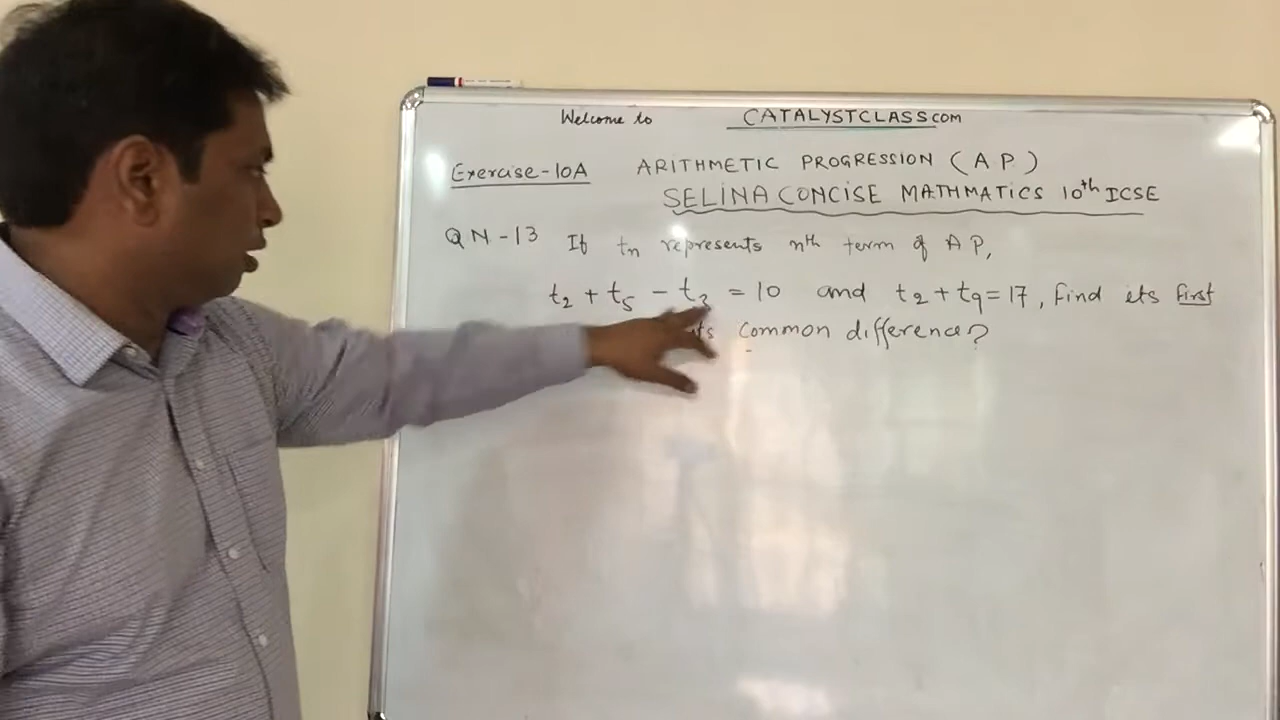 Welcome to CATALYSTCLASS com
Exercise-10A ARITHMETIC PROGRESSION (A P.)
SELINA CONCISE MATHMATICS 10th ICSE
QN-13 If tn represents nth term of AP,
t2 + t5 - t3 = 10 and t2 + t9 = 17, find its first
common difference?